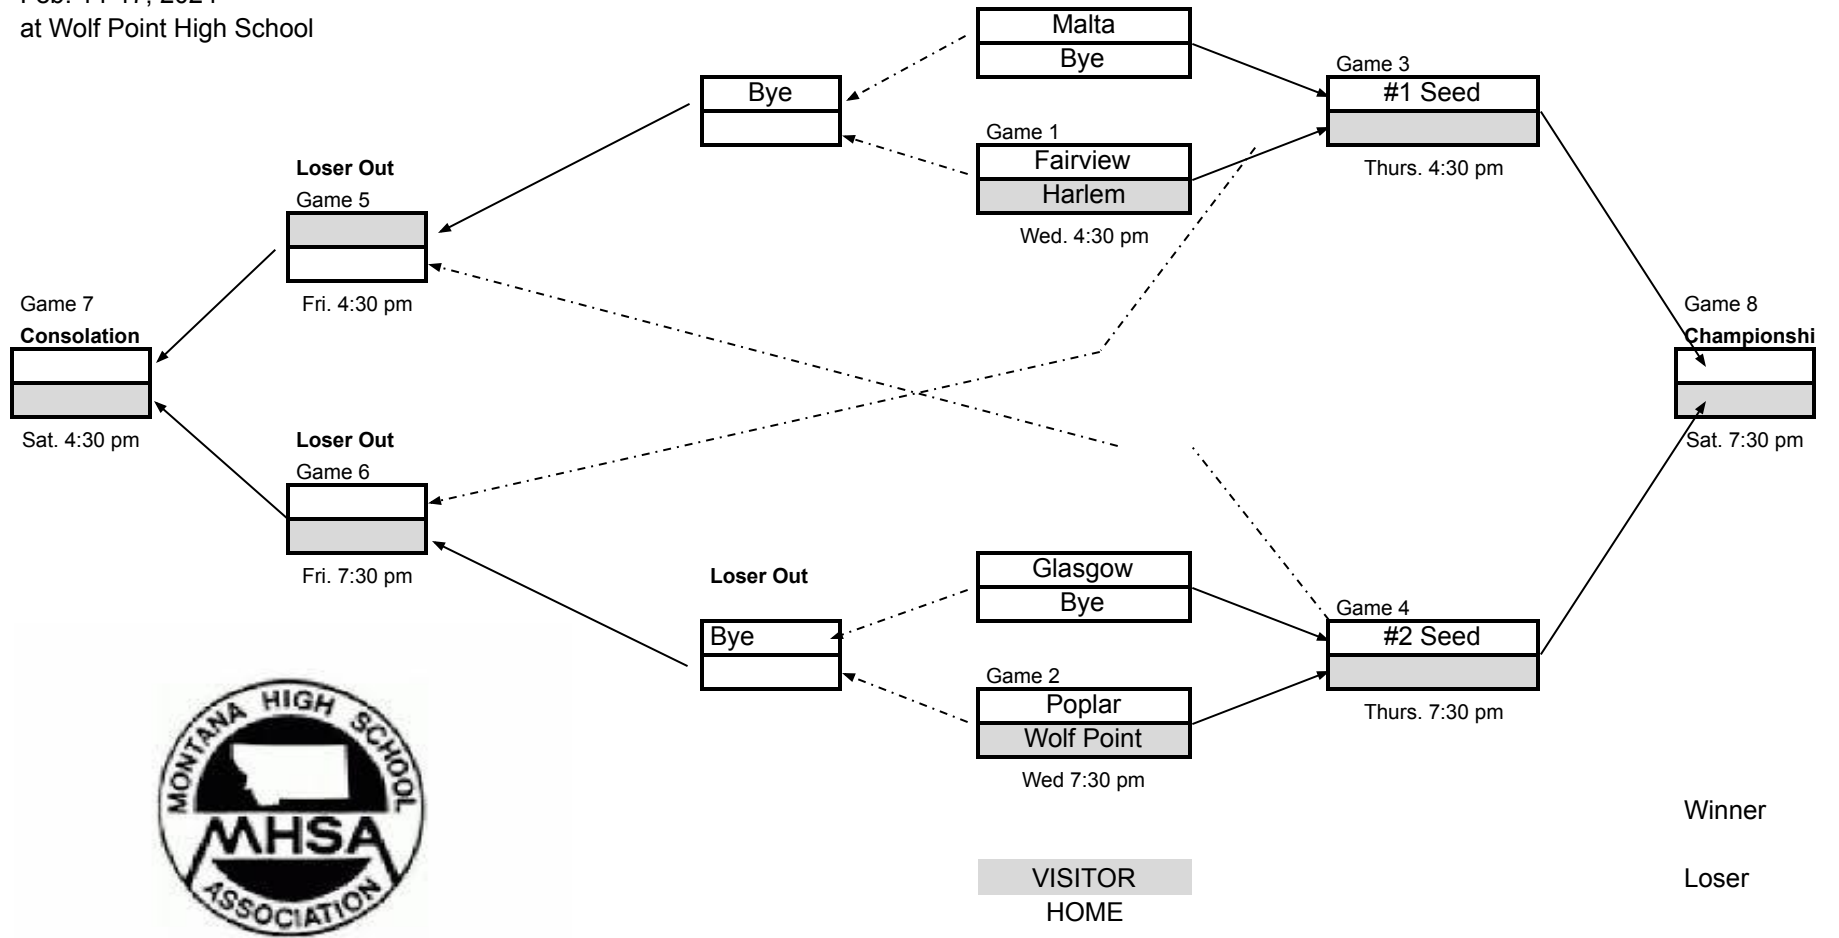 at Wolf Point High School
Malta
Bye
Game 3
#1 Seed
Thurs. 4:30 pm
Bye
Game 1
Fairview
Harlem
Wed. 4:30 pm
Loser Out
Game 5
Fri. 4:30 pm
Game 7
Consolation
Sat. 4:30 pm
Game 8
Championshi
Sat. 7:30 pm
Loser Out
Game 6
Fri. 7:30 pm
Loser Out
Bye
Glasgow
Bye
Game 4
#2 Seed
Thurs. 7:30 pm
Game 2
Poplar
Wolf Point
Wed 7:30 pm
MONTANA HIGH SCHOOL
MHSA
ASSOCIATION
Winner
VISITOR
Loser
HOME